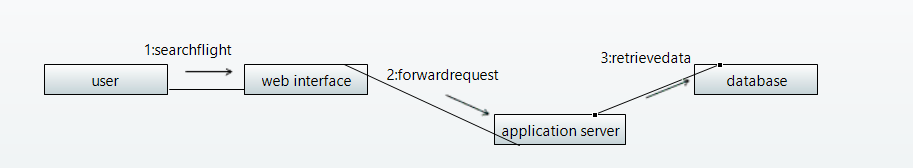 1:searchflight
user
web interface
2:forwardrequest
application server
3:retrievedata
database